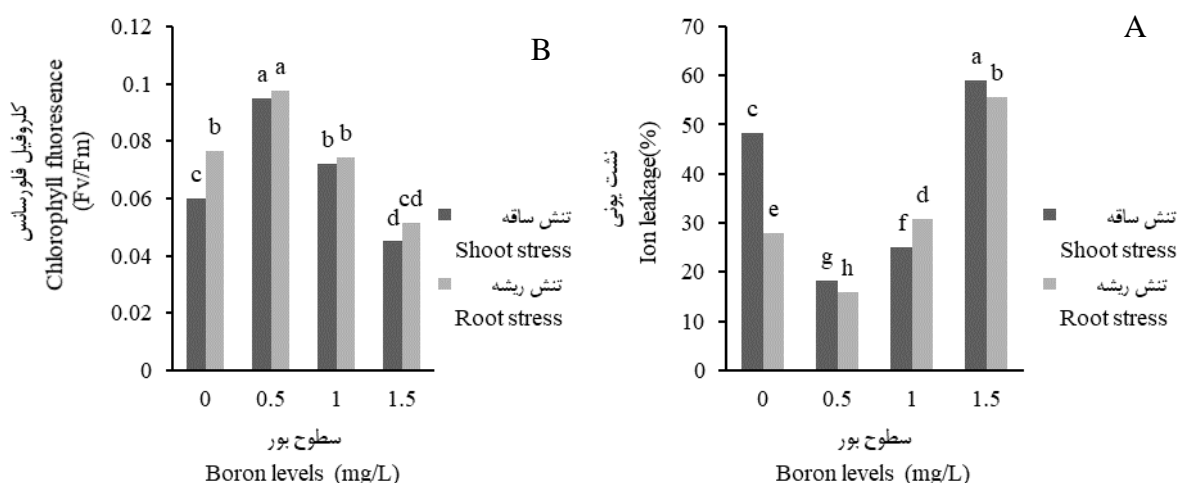 B
کلروفیل فلورسانس
Chlorophyll fluoresence
(Fv/Fm)
0.12
0.1
0.08
0.06
0.04
0.02
0
c
b
a
a
b
b
d
cd
0
0.5
1
1.5
سطوح بور
Boron levels (mg/L)
تنش ساقه
Shoot stress
تنش ریشه
Root stress
A
نشت یونی
Ion leakage(%)
70
60
50
40
30
20
10
0
c
e
g
h
f
d
a
b
0
0.5
1
1.5
سطوح بور
Boron levels (mg/L)
تنش ساقه
Shoot stress
تنش ریشه
Root stress